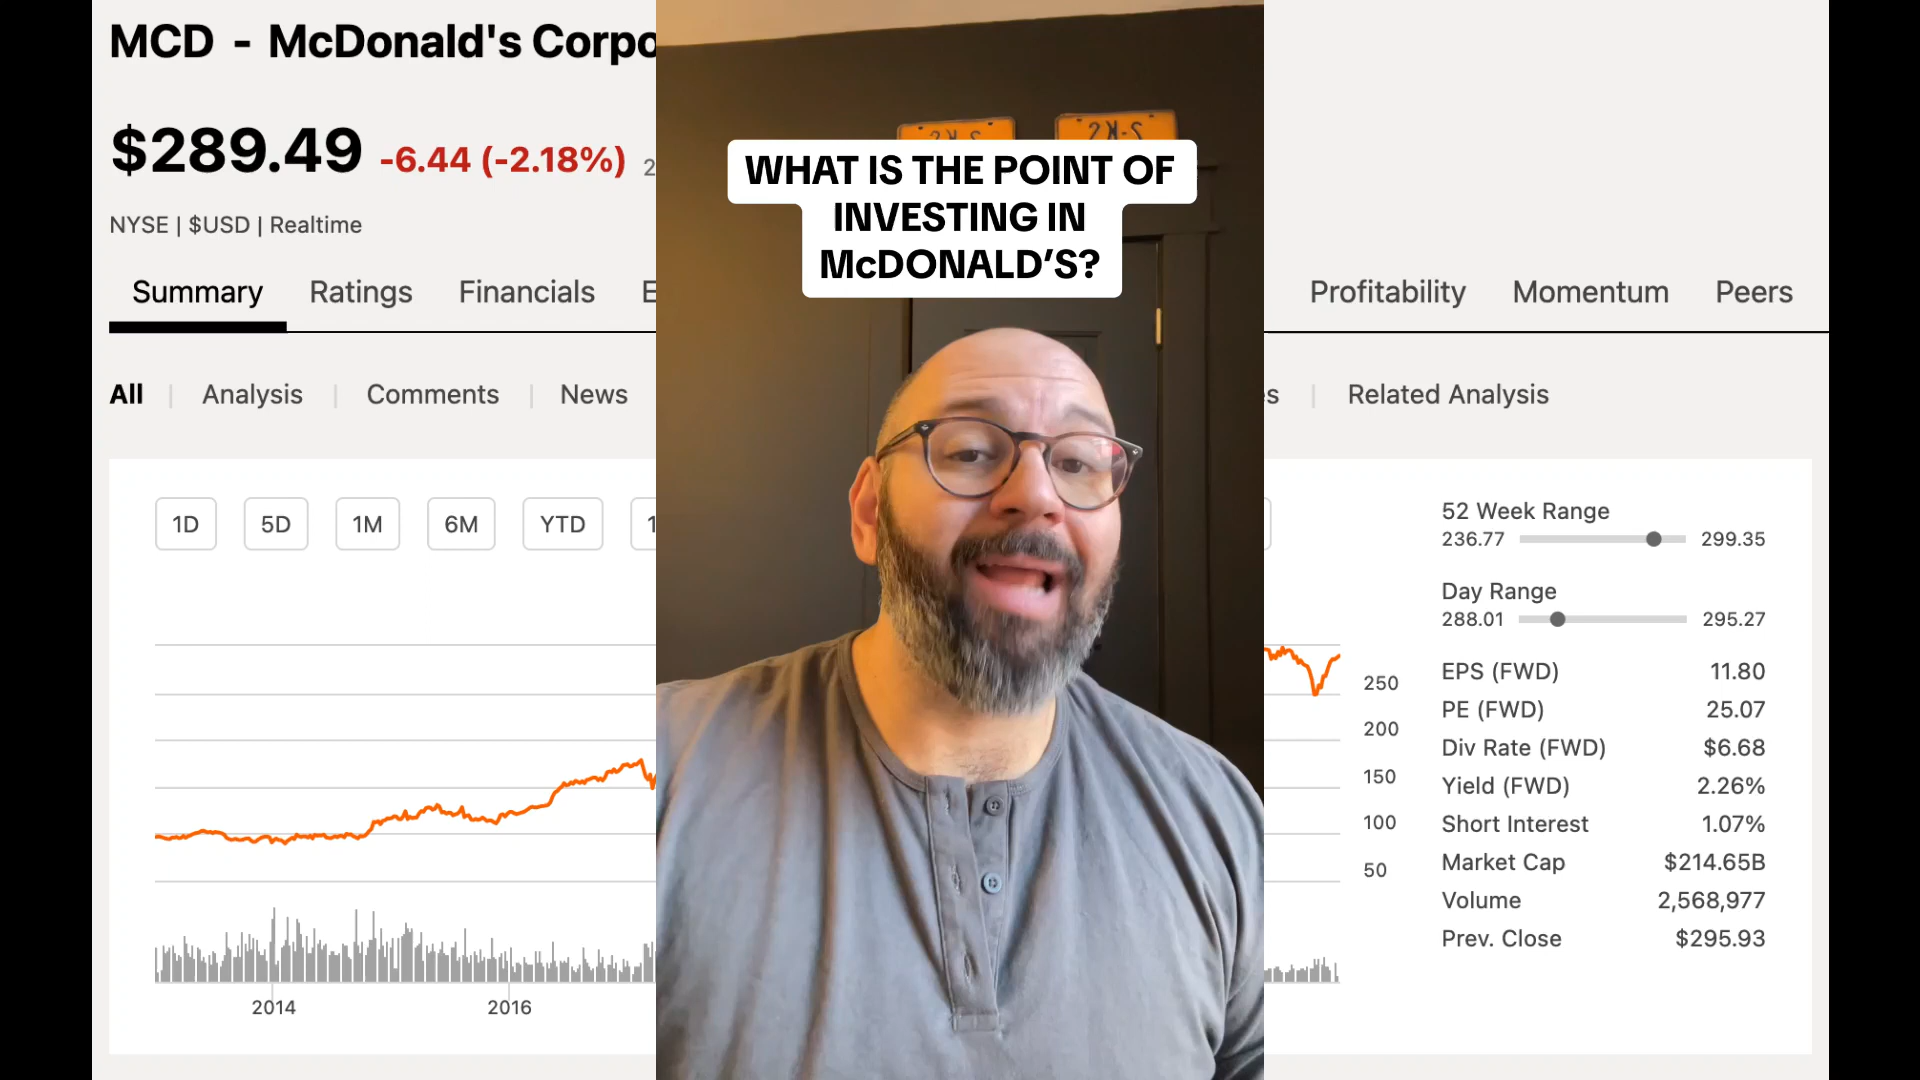 MCD - McDonald's Corpo
$289.49 -6.44 (-2.18%) 2
NYSE | $USD | Realtime
Summary Ratings Financials E
Profitability Momentum Peers
All | Analysis | Comments | News
es | Related Analysis
1D 5D 1M 6M YTD 1
250
200
150
100
50
2014 2016
52 Week Range
236.77 299.35
Day Range
288.01 295.27
EPS (FWD) 11.80
PE (FWD) 25.07
Div Rate (FWD) $6.68
Yield (FWD) 2.26%
Short Interest 1.07%
Market Cap $214.65B
Volume 2,568,977
Prev. Close $295.93
WHAT IS THE POINT OF
INVESTING IN
McDONALD’S?